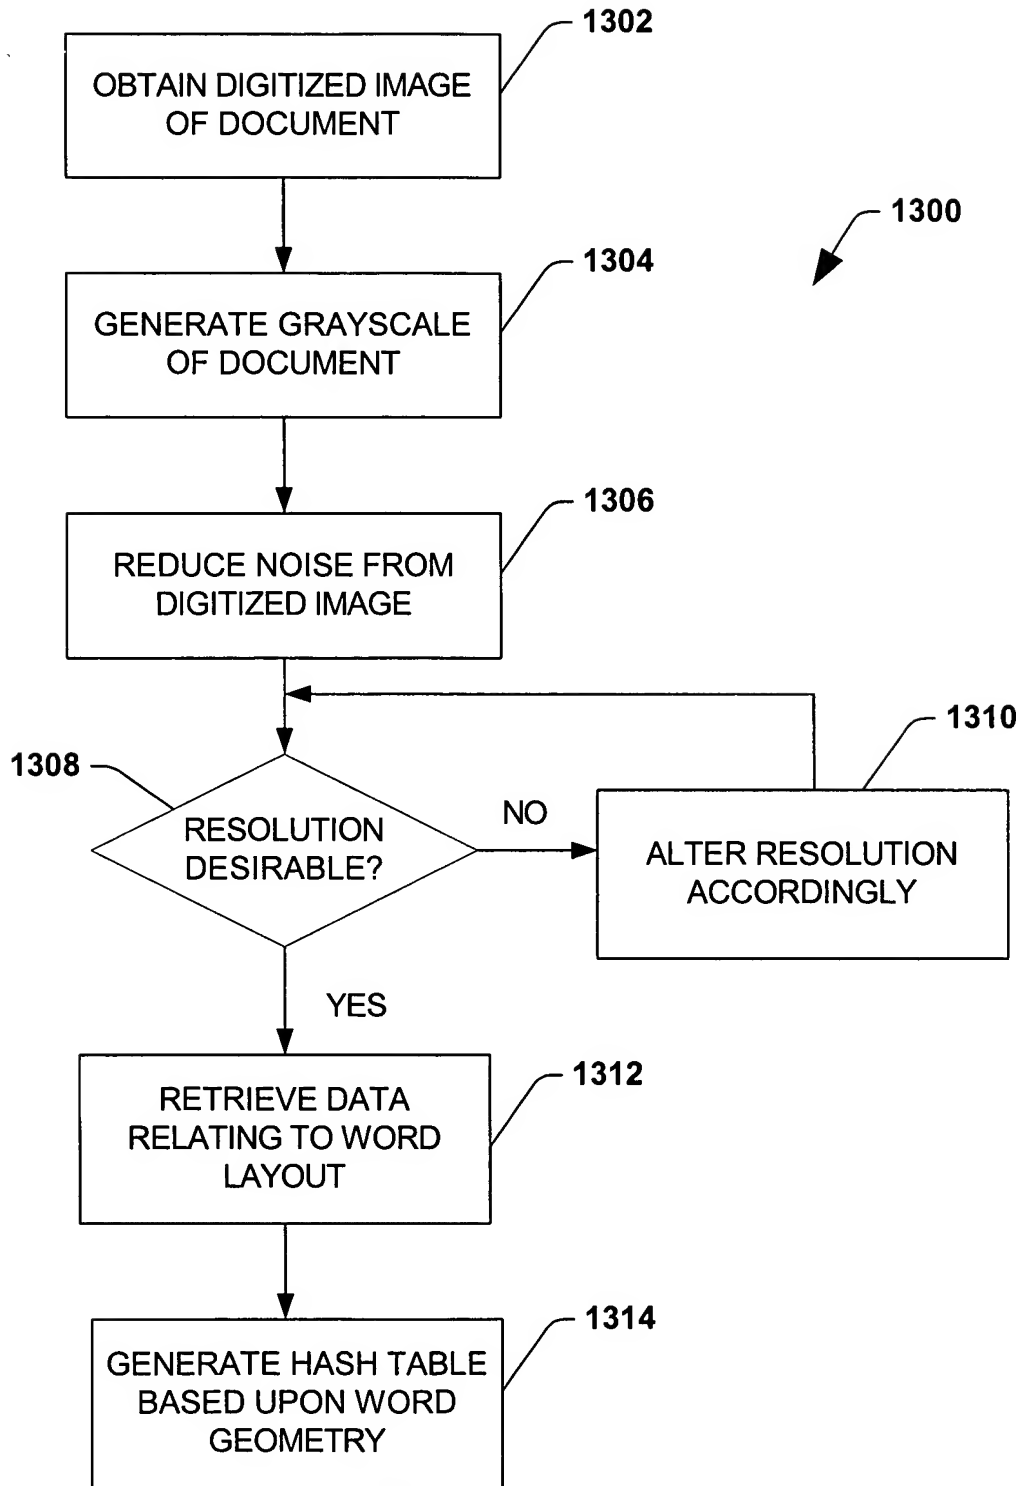 1302
OBTAIN DIGITIZED IMAGE
OF DOCUMENT
1300
1304
GENERATE GRAYSCALE
OF DOCUMENT
1306
REDUCE NOISE FROM
DIGITIZED IMAGE
1310
1308
RESOLUTION
DESIRABLE?
NO
ALTER RESOLUTION
ACCORDINGLY
YES
1312
RETRIEVE DATA
RELATING TO WORD
LAYOUT
1314
GENERATE HASH TABLE
BASED UPON WORD
GEOMETRY